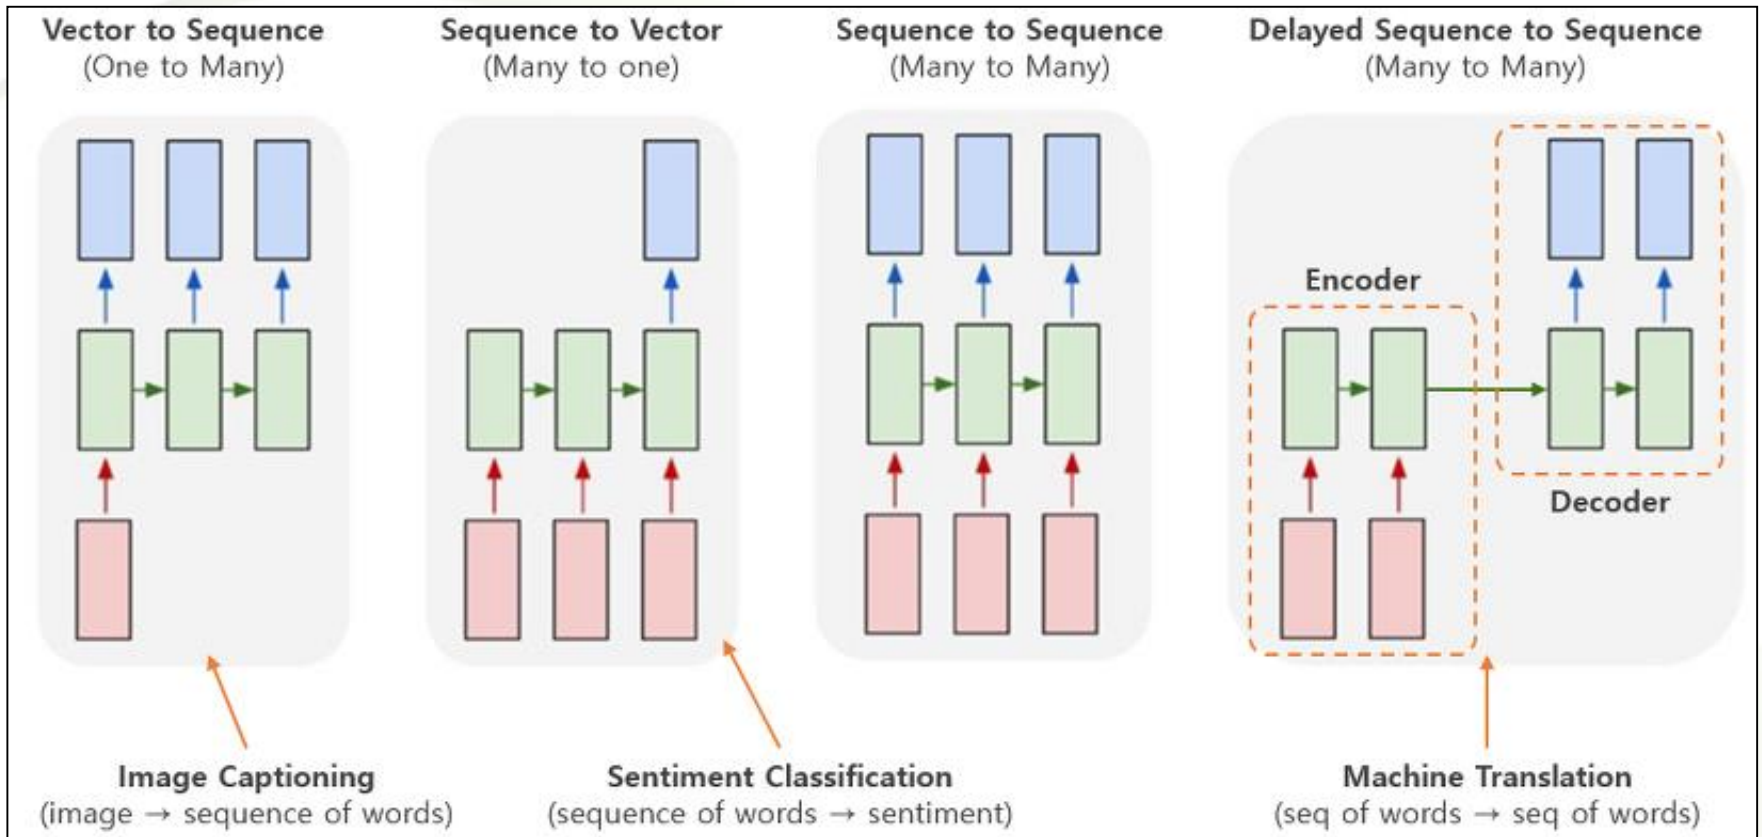 Vector to Sequence
(One to Many)
Sequence to Vector
(Many to one)
Sequence to Sequence
(Many to Many)
Delayed Sequence to Sequence
(Many to Many)
Encoder
Decoder
Image Captioning
(image → sequence of words)
Sentiment Classification
(sequence of words → sentiment)
Machine Translation
(seq of words → seq of words)